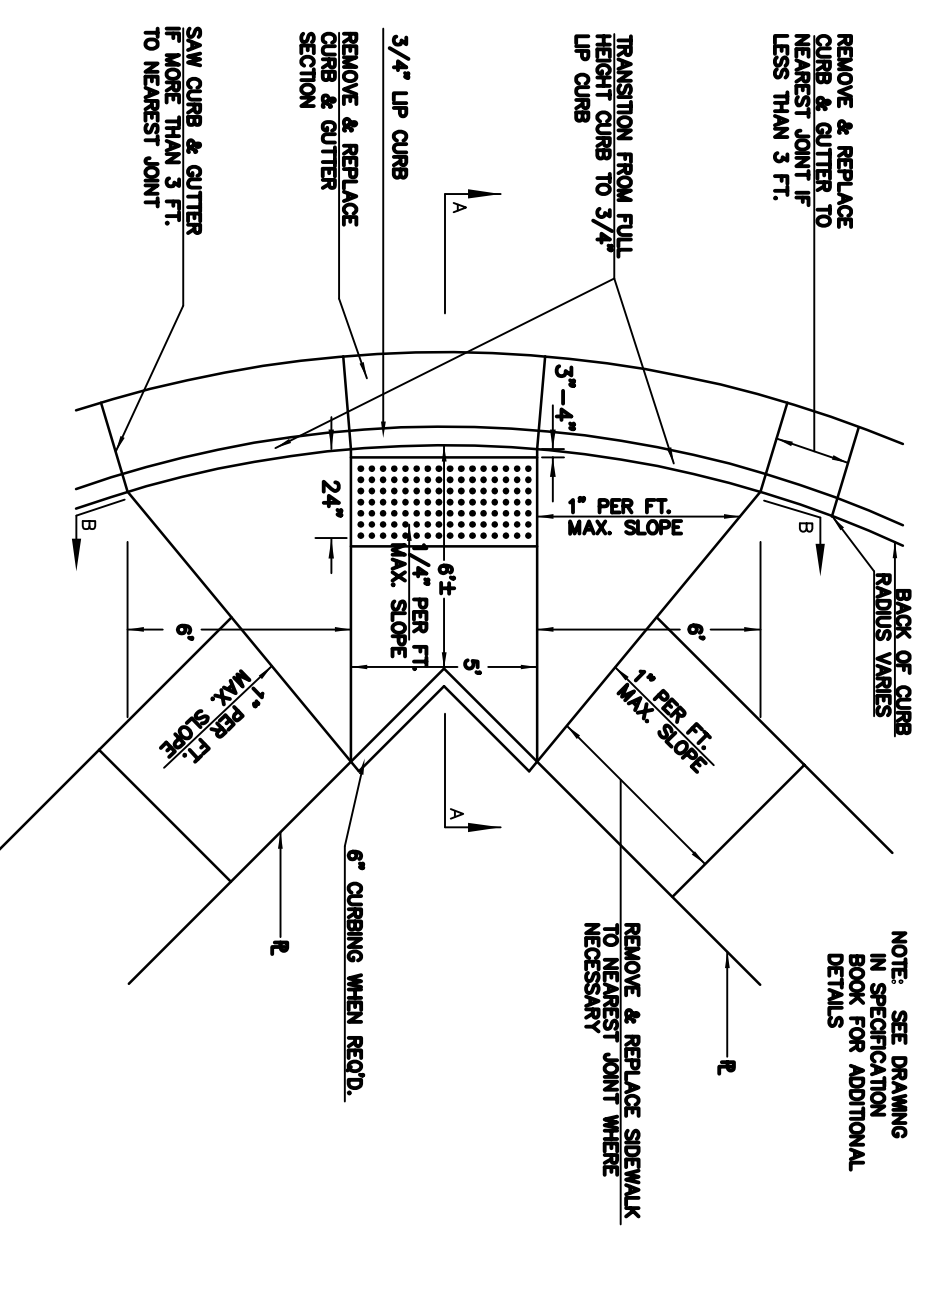 REMOVE & REPLACE
CURB & GUTTER TO
NEAREST JOINT IF
LESS THAN 3 FT.
TRANSITION FROM FULL
HEIGHT CURB TO 3/4"
LIP CURB
3/4" LIP CURB
REMOVE & REPLACE
CURB & GUTTER
SECTION
SAW CURB & GUTTER
IF MORE THAN 3 FT.
TO NEAREST JOINT
A
3"-4"
24"
1" PER FT.
MAX. SLOPE
B
B
BACK OF CURB
RADIUS VARIES
6'±
1/4" PER FT.
MAX. SLOPE
6'
6'
5'
1" PER FT.
MAX. SLOPE
1" PER FT.
MAX. SLOPE
A
6" CURBING WHEN REQ'D.
PL
PL
REMOVE & REPLACE SIDEWALK
TO NEAREST JOINT WHERE
NECESSARY
NOTE: SEE DRAWING
IN SPECIFICATION
BOOK FOR ADDITIONAL
DETAILS